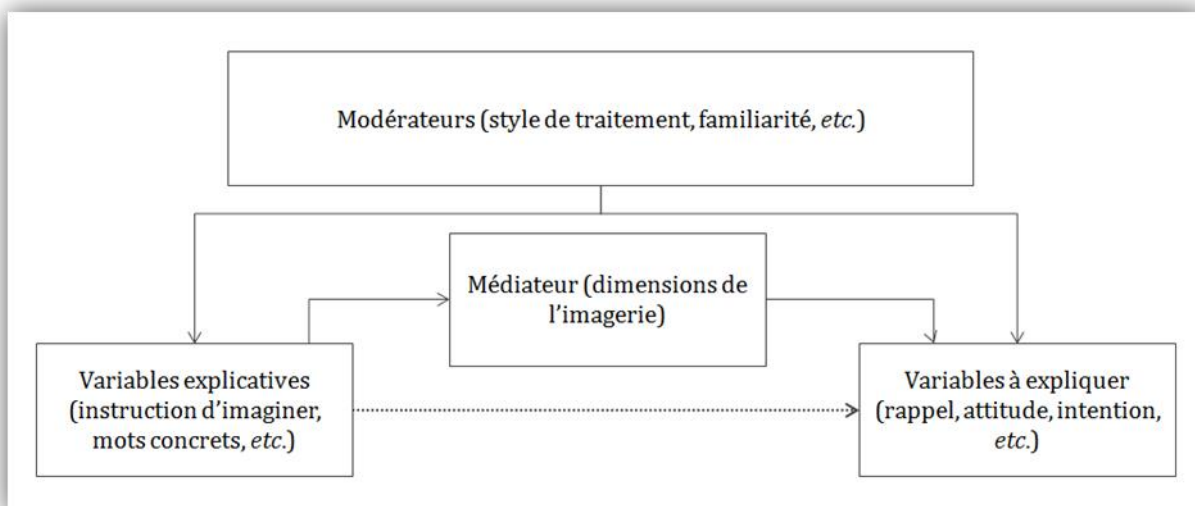 Modérateurs (style de traitement, familiarité, etc.)
Médiateur (dimensions de
l’imagerie)
Variables explicatives
(instruction d’imaginer,
mots concrets, etc.)
Variables à expliquer
(rappel, attitude, intention,
etc.)